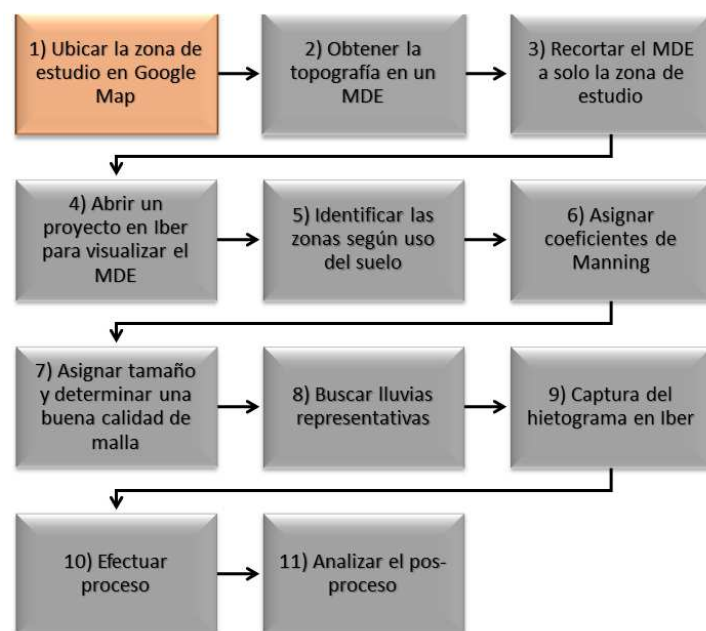 1) Ubicar la zona de
estudio en Google
Map
2) Obtener la
topografía en un
MDE
3) Recortar el MDE
a solo la zona de
estudio
4) Abrir un
proyecto en Iber
para visualizar el
MDE
5) Identificar las
zonas según uso
del suelo
6) Asignar
coeficientes de
Manning
7) Asignar tamaño
y determinar una
buena calidad de
malla
8) Buscar lluvias
representativas
9) Captura del
hietograma en Iber
10) Efectuar
proceso
11) Analizar el pos-
proceso